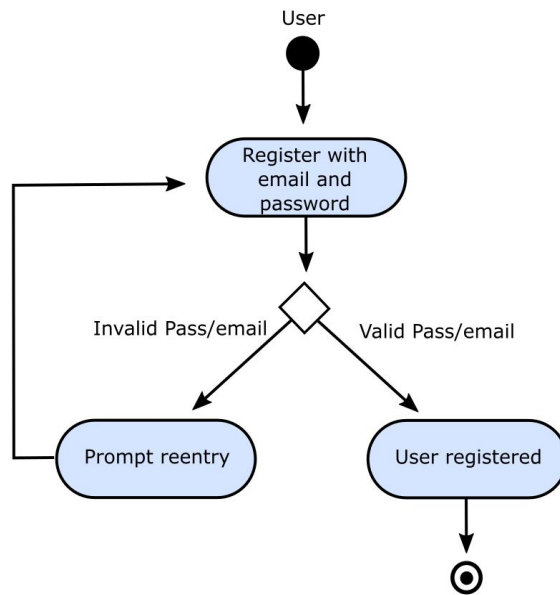 User
Register with
email and
password
Invalid Pass/email
Valid Pass/email
Prompt reentry
User registered